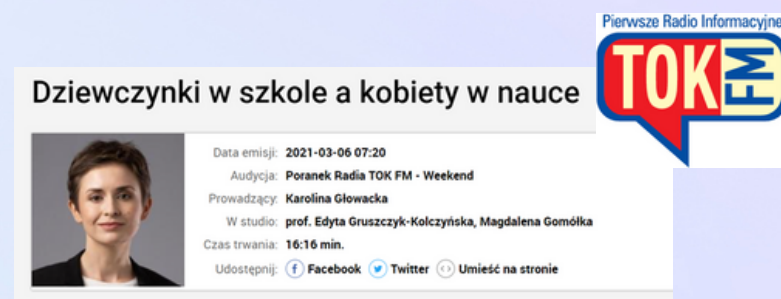 Pierwsze Radio Informacyjne
TOK FM
Dziewczynki w szkole a kobiety w nauce
Data emisji: 2021-03-06 07:20
Audycja: Poranek Radia TOK FM - Weekend
Prowadzący: Karolina Głowacka
W studio: prof. Edyta Gruszczyk-Kolczyńska, Magdalena Gomółka
Czas trwania: 16:16 min.
Udostępnij: f Facebook Twitter <> Umieść na stronie